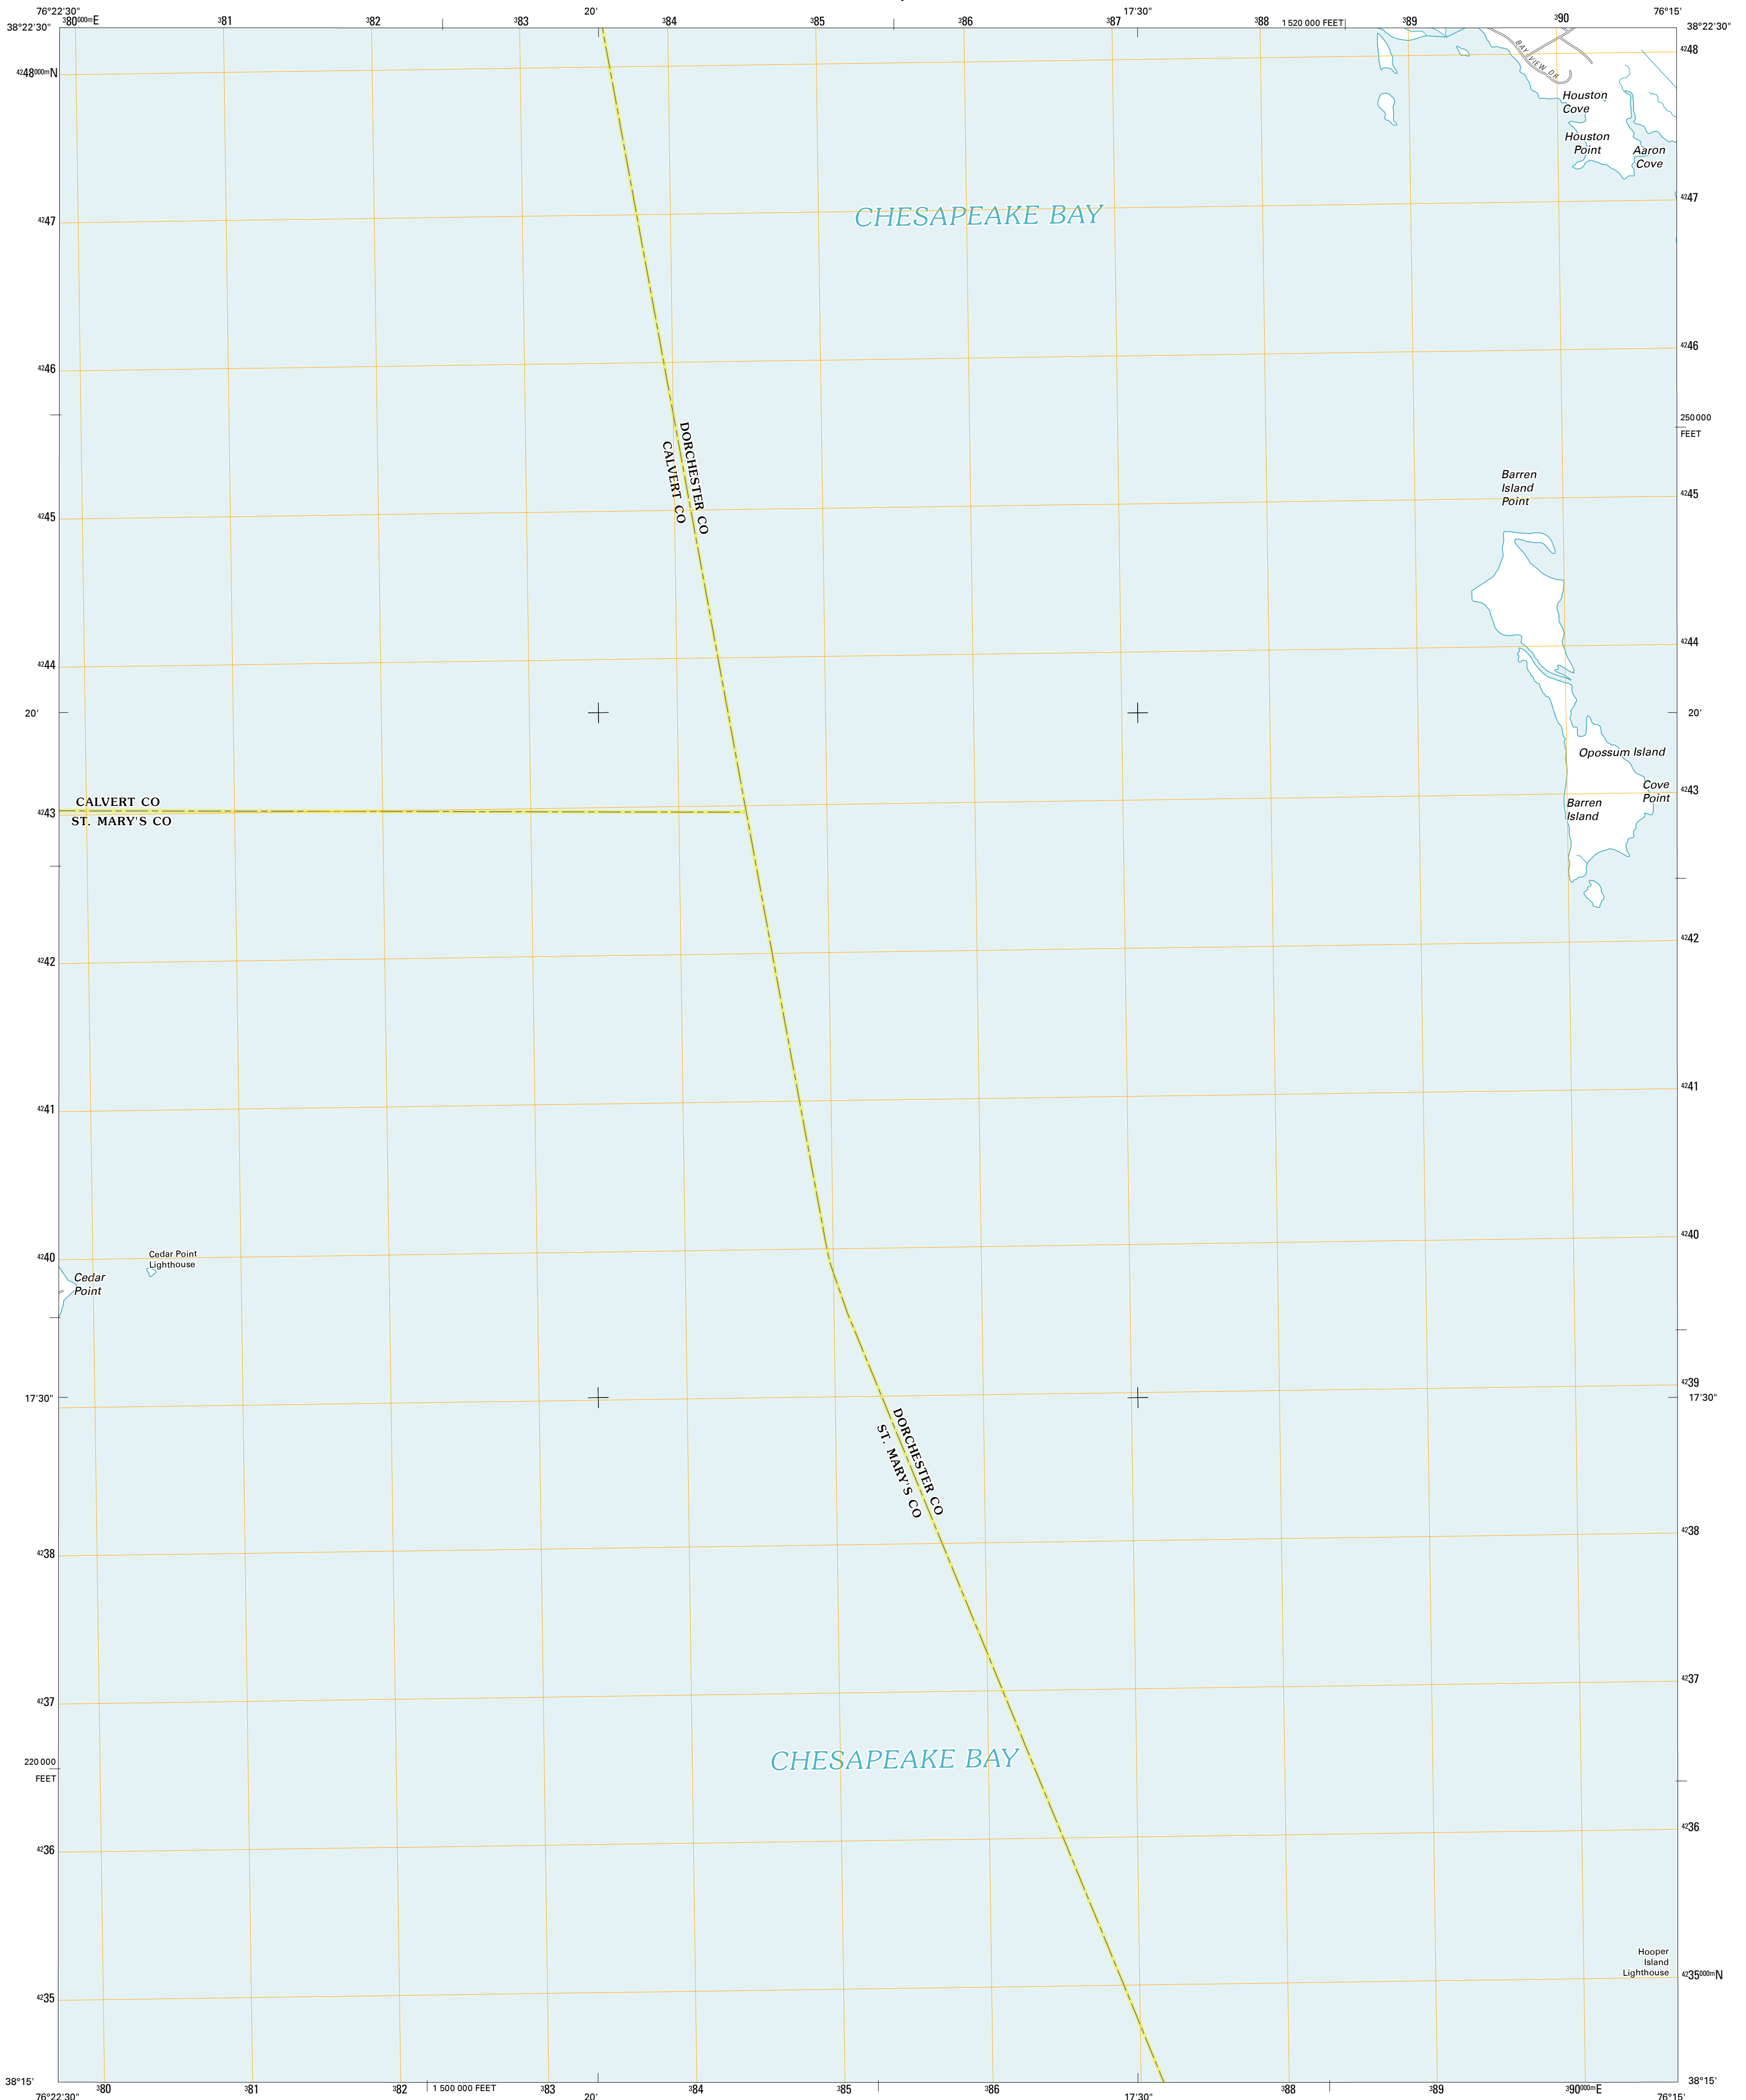 76°22'30"
380000mE
381
382
383
20'
384
385
386
387
17'30"
388
1 520 000 FEET
389
390
76°15'
38°22'30"
38°22'30"
4248000mN
4248
BAY VIEW DR
Houston
Cove
Houston
Point
Aaron
Cove
4247
4247
CHESAPEAKE BAY
4246
4246
250 000
FEET
DORCHESTER CO
CALVERT CO
Barren
Island
Point
4245
4245
4244
4244
20'
20'
Opossum Island
Cove
Point
CALVERT CO
ST. MARY'S CO
4243
4243
Barren
Island
4242
4242
4241
4241
4240
4240
Cedar Point
Lighthouse
Cedar
Point
4239
17'30"
17'30"
DORCHESTER CO
ST. MARY'S CO
4238
4238
4237
4237
CHESAPEAKE BAY
220 000
FEET
4236
4236
Hooper
Island
Lighthouse
4235000mN
4235
38°15'
38°15'
76°22'30"
380
381
382
1 500 000 FEET
383
20'
384
385
386
17'30"
388
389
390000mE
76°15'